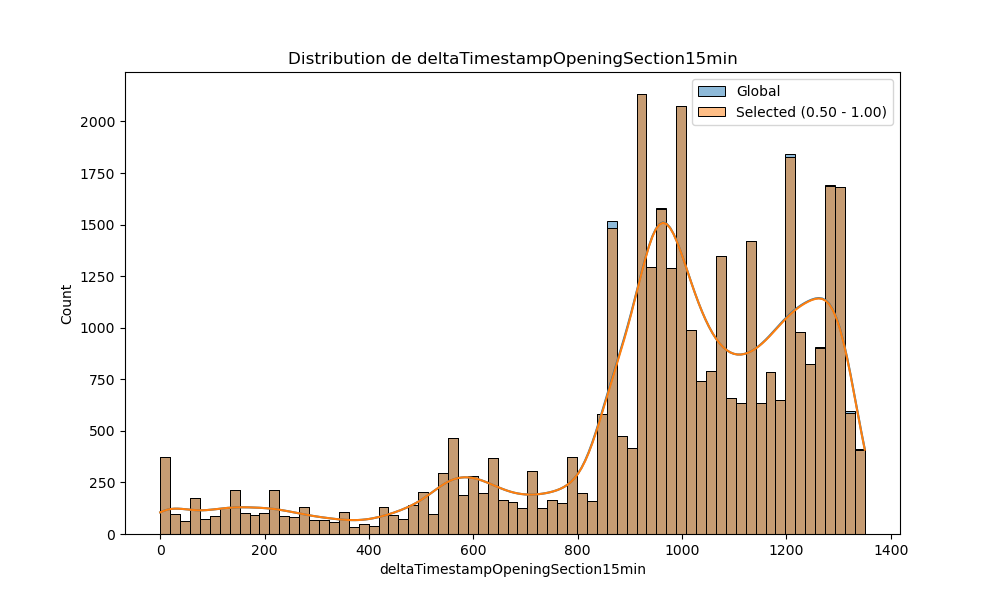 Distribution de deltaTimestampOpeningSection15min
Global
Selected (0.50 - 1.00)
2000
1750
1500
1250
1000
750
500
250
0
Count
0 200 400 600 800 1000 1200 1400
deltaTimestampOpeningSection15min